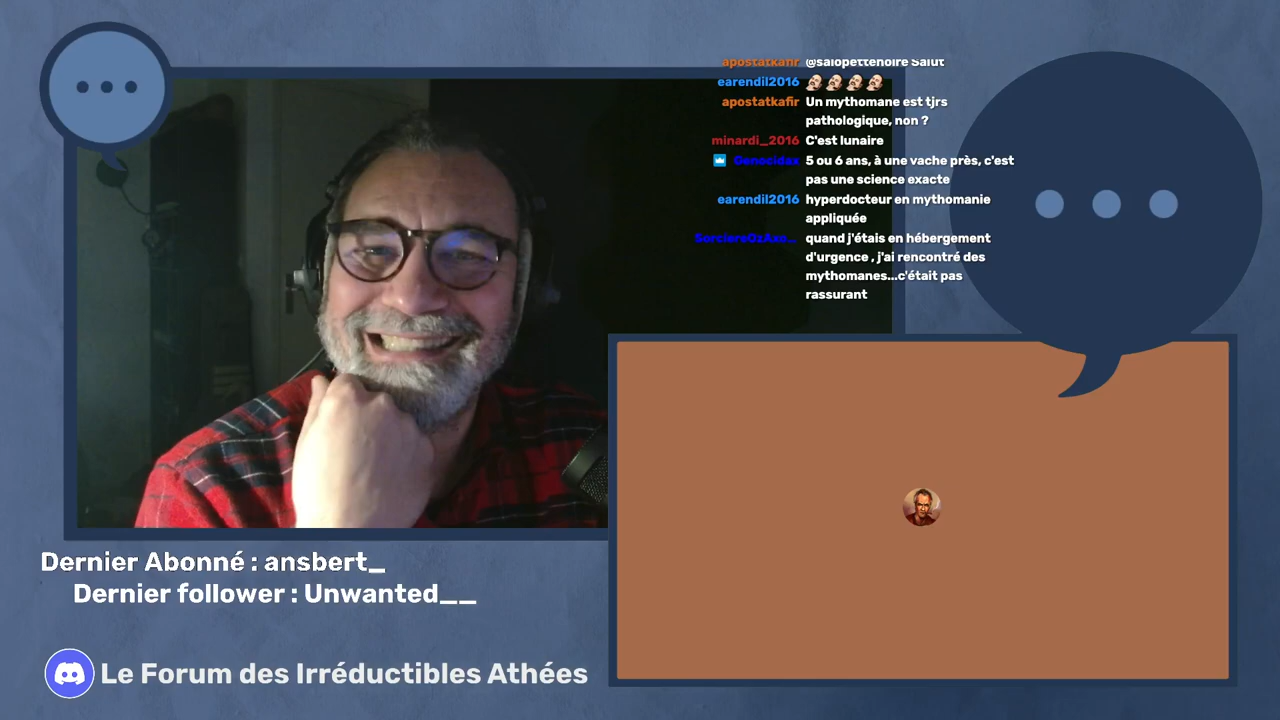 apostatkafir @salopettenoire Salut
earendil2016
apostatkafir Un mythomane est tjrs
pathologique, non ?
minardi_2016 C'est lunaire
Genocidax 5 ou 6 ans, à une vache près, c'est
pas une science exacte
earendil2016 hyperdocteur en mythomanie
appliquée
SorciereOzAxo... quand j'étais en hébergement
d'urgence , j'ai rencontré des
mythomanes...c'était pas
rassurant
Dernier Abonné : ansbert_
Dernier follower : Unwanted__
Le Forum des Irréductibles Athées